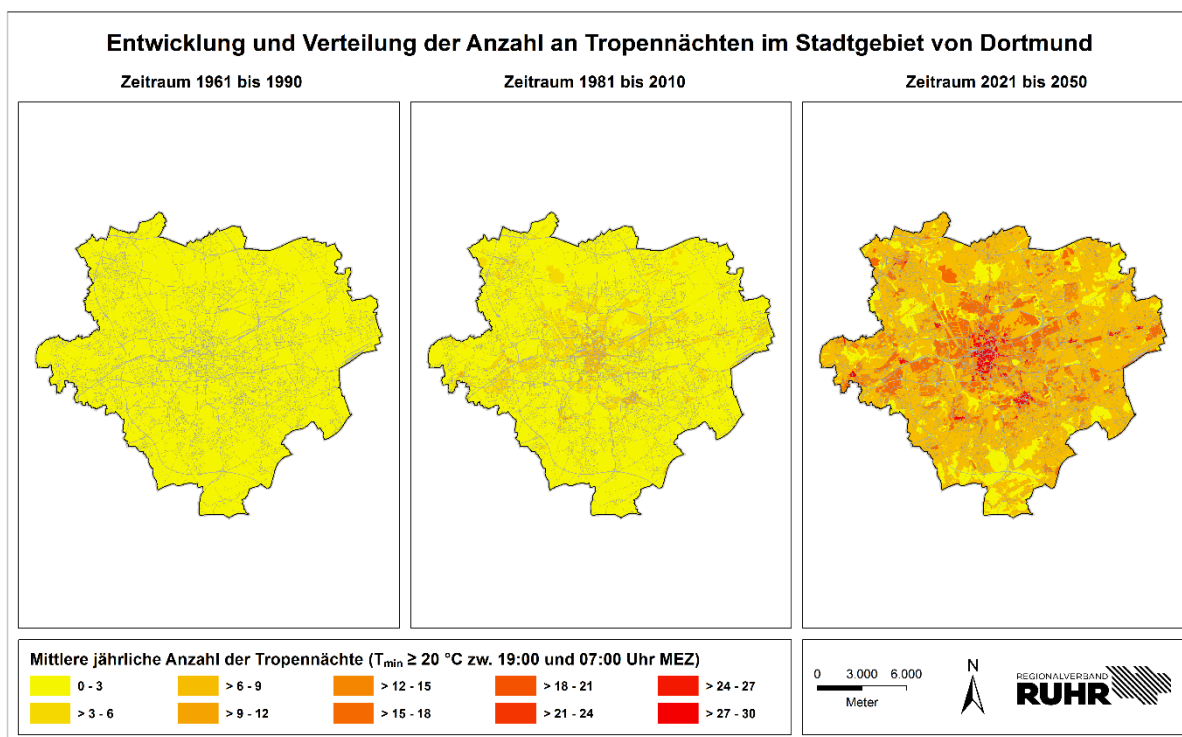 Entwicklung und Verteilung der Anzahl an Tropennächten im Stadtgebiet von Dortmund
Zeitraum 1961 bis 1990
Zeitraum 1981 bis 2010
Zeitraum 2021 bis 2050
Mittlere jährliche Anzahl der Tropennächte (Tmin ≥ 20 °C zw. 19:00 und 07:00 Uhr MEZ)
0 - 3
> 6 - 9
> 12 - 15
> 18 - 21
> 24 - 27
> 3 - 6
> 9 - 12
> 15 - 18
> 21 - 24
> 27 - 30
0 3.000 6.000
Meter
N
REGIONALVERBAND
RUHR